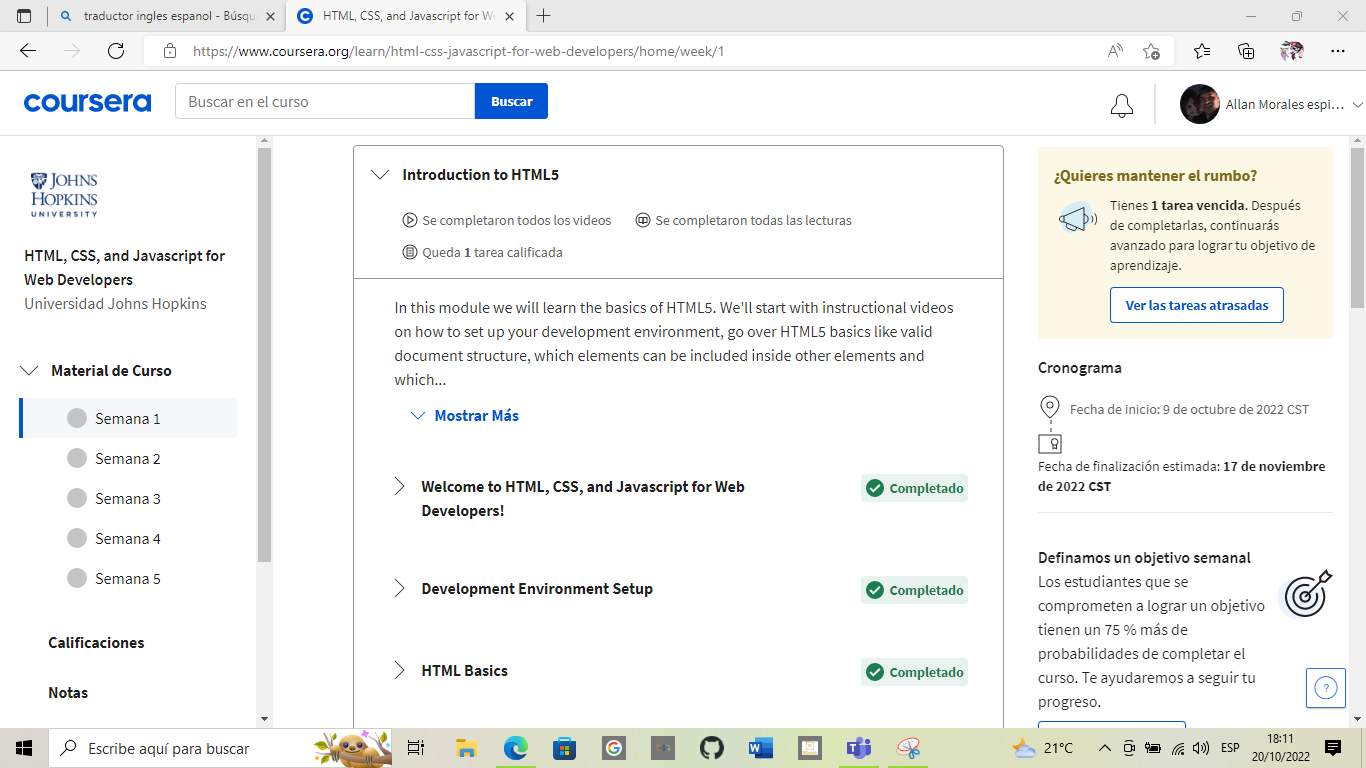 traducctor ingles espanol - Búsqu
HTML, CSS, and Javascript for We
https://www.coursera.org/learn/html-css-javascript-for-web-developers/home/week/1
coursera
Buscar en el curso
Buscar
Allan Morales espi...
JOHNS
HOPKINS
UNIVERSITY
HTML, CSS, and Javascript for
Web Developers
Universidad Johns Hopkins
Material de Curso
Semana 1
Semana 2
Semana 3
Semana 4
Semana 5
Calificaciones
Notas
Introduction to HTML5
Se completaron todos los videos
Se completaron todas las lecturas
Queda 1 tarea calificada
In this module we will learn the basics of HTML5. We'll start with instructional videos
on how to set up your development environment, go over HTML5 basics like valid
document structure, which elements can be included inside other elements and
which...
Mostrar Más
Welcome to HTML, CSS, and Javascript for Web
Developers!
Completado
Development Environment Setup
Completado
HTML Basics
Completado
¿Quieres mantener el rumbo?
Tienes 1 tarea vencida. Después
de completarlas, continuarás
avanzado para lograr tu objetivo de
aprendizaje.
Ver las tareas atrasadas
Cronograma
Fecha de inicio: 9 de octubre de 2022 CST
Fecha de finalización estimada: 17 de noviembre
de 2022 CST
Definamos un objetivo semanal
Los estudiantes que se
comprometen a lograr un objetivo
tienen un 75 % más de
probabilidades de completar el
curso. Te ayudaremos a seguir tu
progreso.
Escribe aquí para buscar
21°C
ESP
18:11
20/10/2022